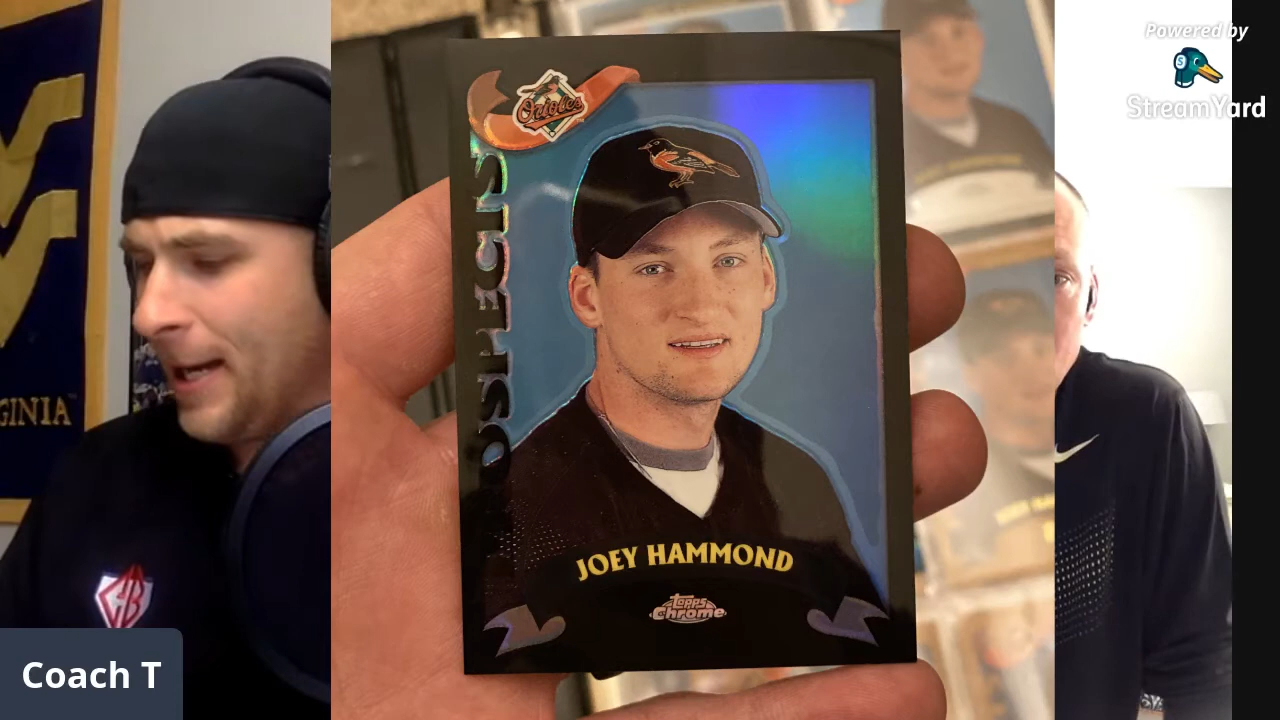 Powered by
StreamYard
Orioles
PROSPECTS
JOEY HAMMOND
Topps
Chrome
GINIA
Coach T